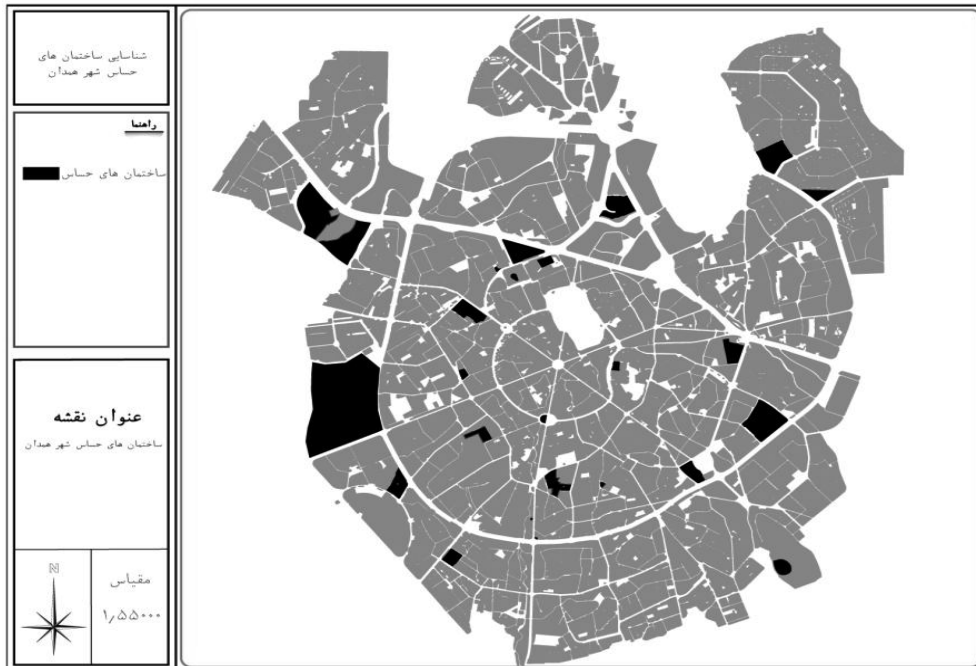 شناسایی ساختمان های
حساس شهر همدان
راهنما
ساختمان های حساس
عنوان نقشه
ساختمان های حساس شهر همدان
N
مقیاس
۱٫۵۵۰۰۰